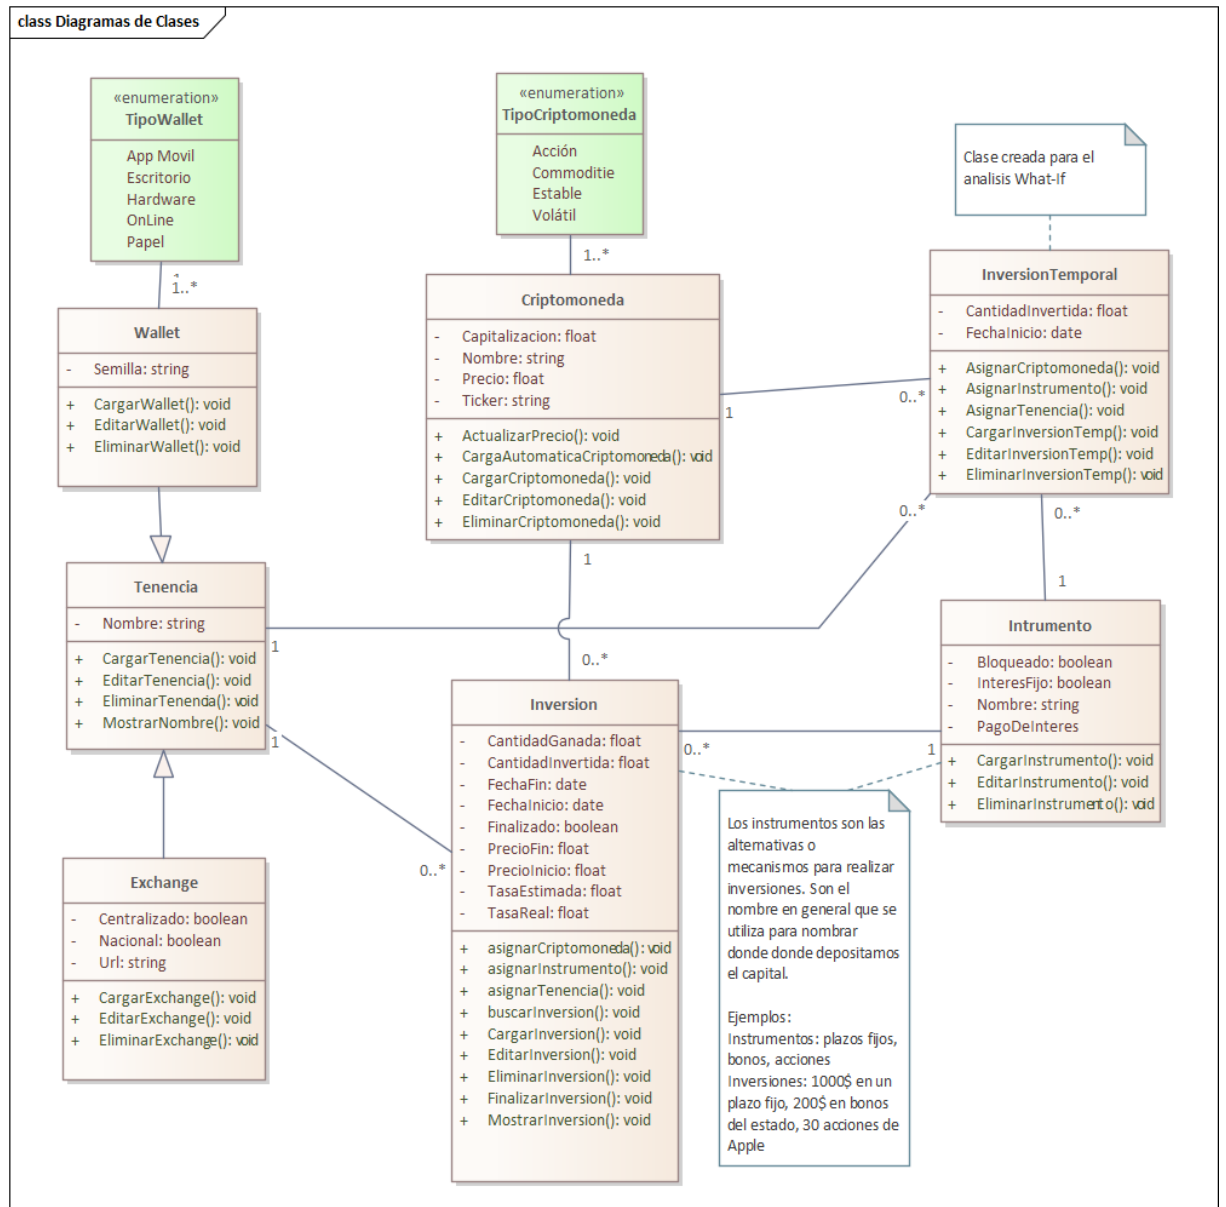 class Diagramas de Clases
«enumeration»
TipoWallet
App Movil
Escritorio
Hardware
OnLine
Papel
1
1..*
Wallet
- Semilla: string
+ CargarWallet(): void
+ EditarWallet(): void
+ EliminarWallet(): void
«enumeration»
TipoCriptomoneda
Acción
Commoditie
Estable
Volátil
1..*
Criptomoneda
- Capitalizacion: float
- Nombre: string
- Precio: float
- Ticker: string
+ ActualizarPrecio(): void
+ CargaAutomaticaCriptomoneda(): void
+ CargarCriptomoneda(): void
+ EditarCriptomoneda(): void
+ EliminarCriptomoneda(): void
1
0..*
1
0..*
Clase creada para el
analisis What-If
InversionTemporal
- CantidadInvertida: float
- FechaInicio: date
+ AsignarCriptomoneda(): void
+ AsignarInstrumento(): void
+ AsignarTenencia(): void
+ CargarInversionTemp(): void
+ EditarInversionTemp(): void
+ EliminarInversionTemp(): void
0..*
0..*
1
Tenencia
- Nombre: string
+ CargarTenencia(): void
+ EditarTenencia(): void
+ EliminarTenencia(): void
+ MostrarNombre(): void
1
1
0..*
Intrumento
- Bloqueado: boolean
- InteresFijo: boolean
- Nombre: string
- PagoDeInteres
+ CargarInstrumento(): void
+ EditarInstrumento(): void
+ EliminarInstrumento(): void
0..*
1
Inversion
- CantidadGanada: float
- CantidadInvertida: float
- FechaFin: date
- FechaInicio: date
- Finalizado: boolean
- PrecioFin: float
- PrecioInicio: float
- TasaEstimada: float
- TasaReal: float
+ asignarCriptomoneda(): void
+ asignarInstrumento(): void
+ asignarTenencia(): void
+ buscarInversion(): void
+ CargarInversion(): void
+ EditarInversion(): void
+ EliminarInversion(): void
+ FinalizarInversion(): void
+ MostrarInversion(): void
Exchange
- Centralizado: boolean
- Nacional: boolean
- Url: string
+ CargarExchange(): void
+ EditarExchange(): void
+ EliminarExchange(): void
Los instrumentos son las
alternativas o
mecanismos para realizar
inversiones. Son el
nombre en general que se
utiliza para nombrar
donde donde depositamos
el capital.
Ejemplos:
Instrumentos: plazos fijos,
bonos, acciones
Inversiones: 1000$ en un
plazo fijo, 200$ en bonos
del estado, 30 acciones de
Apple